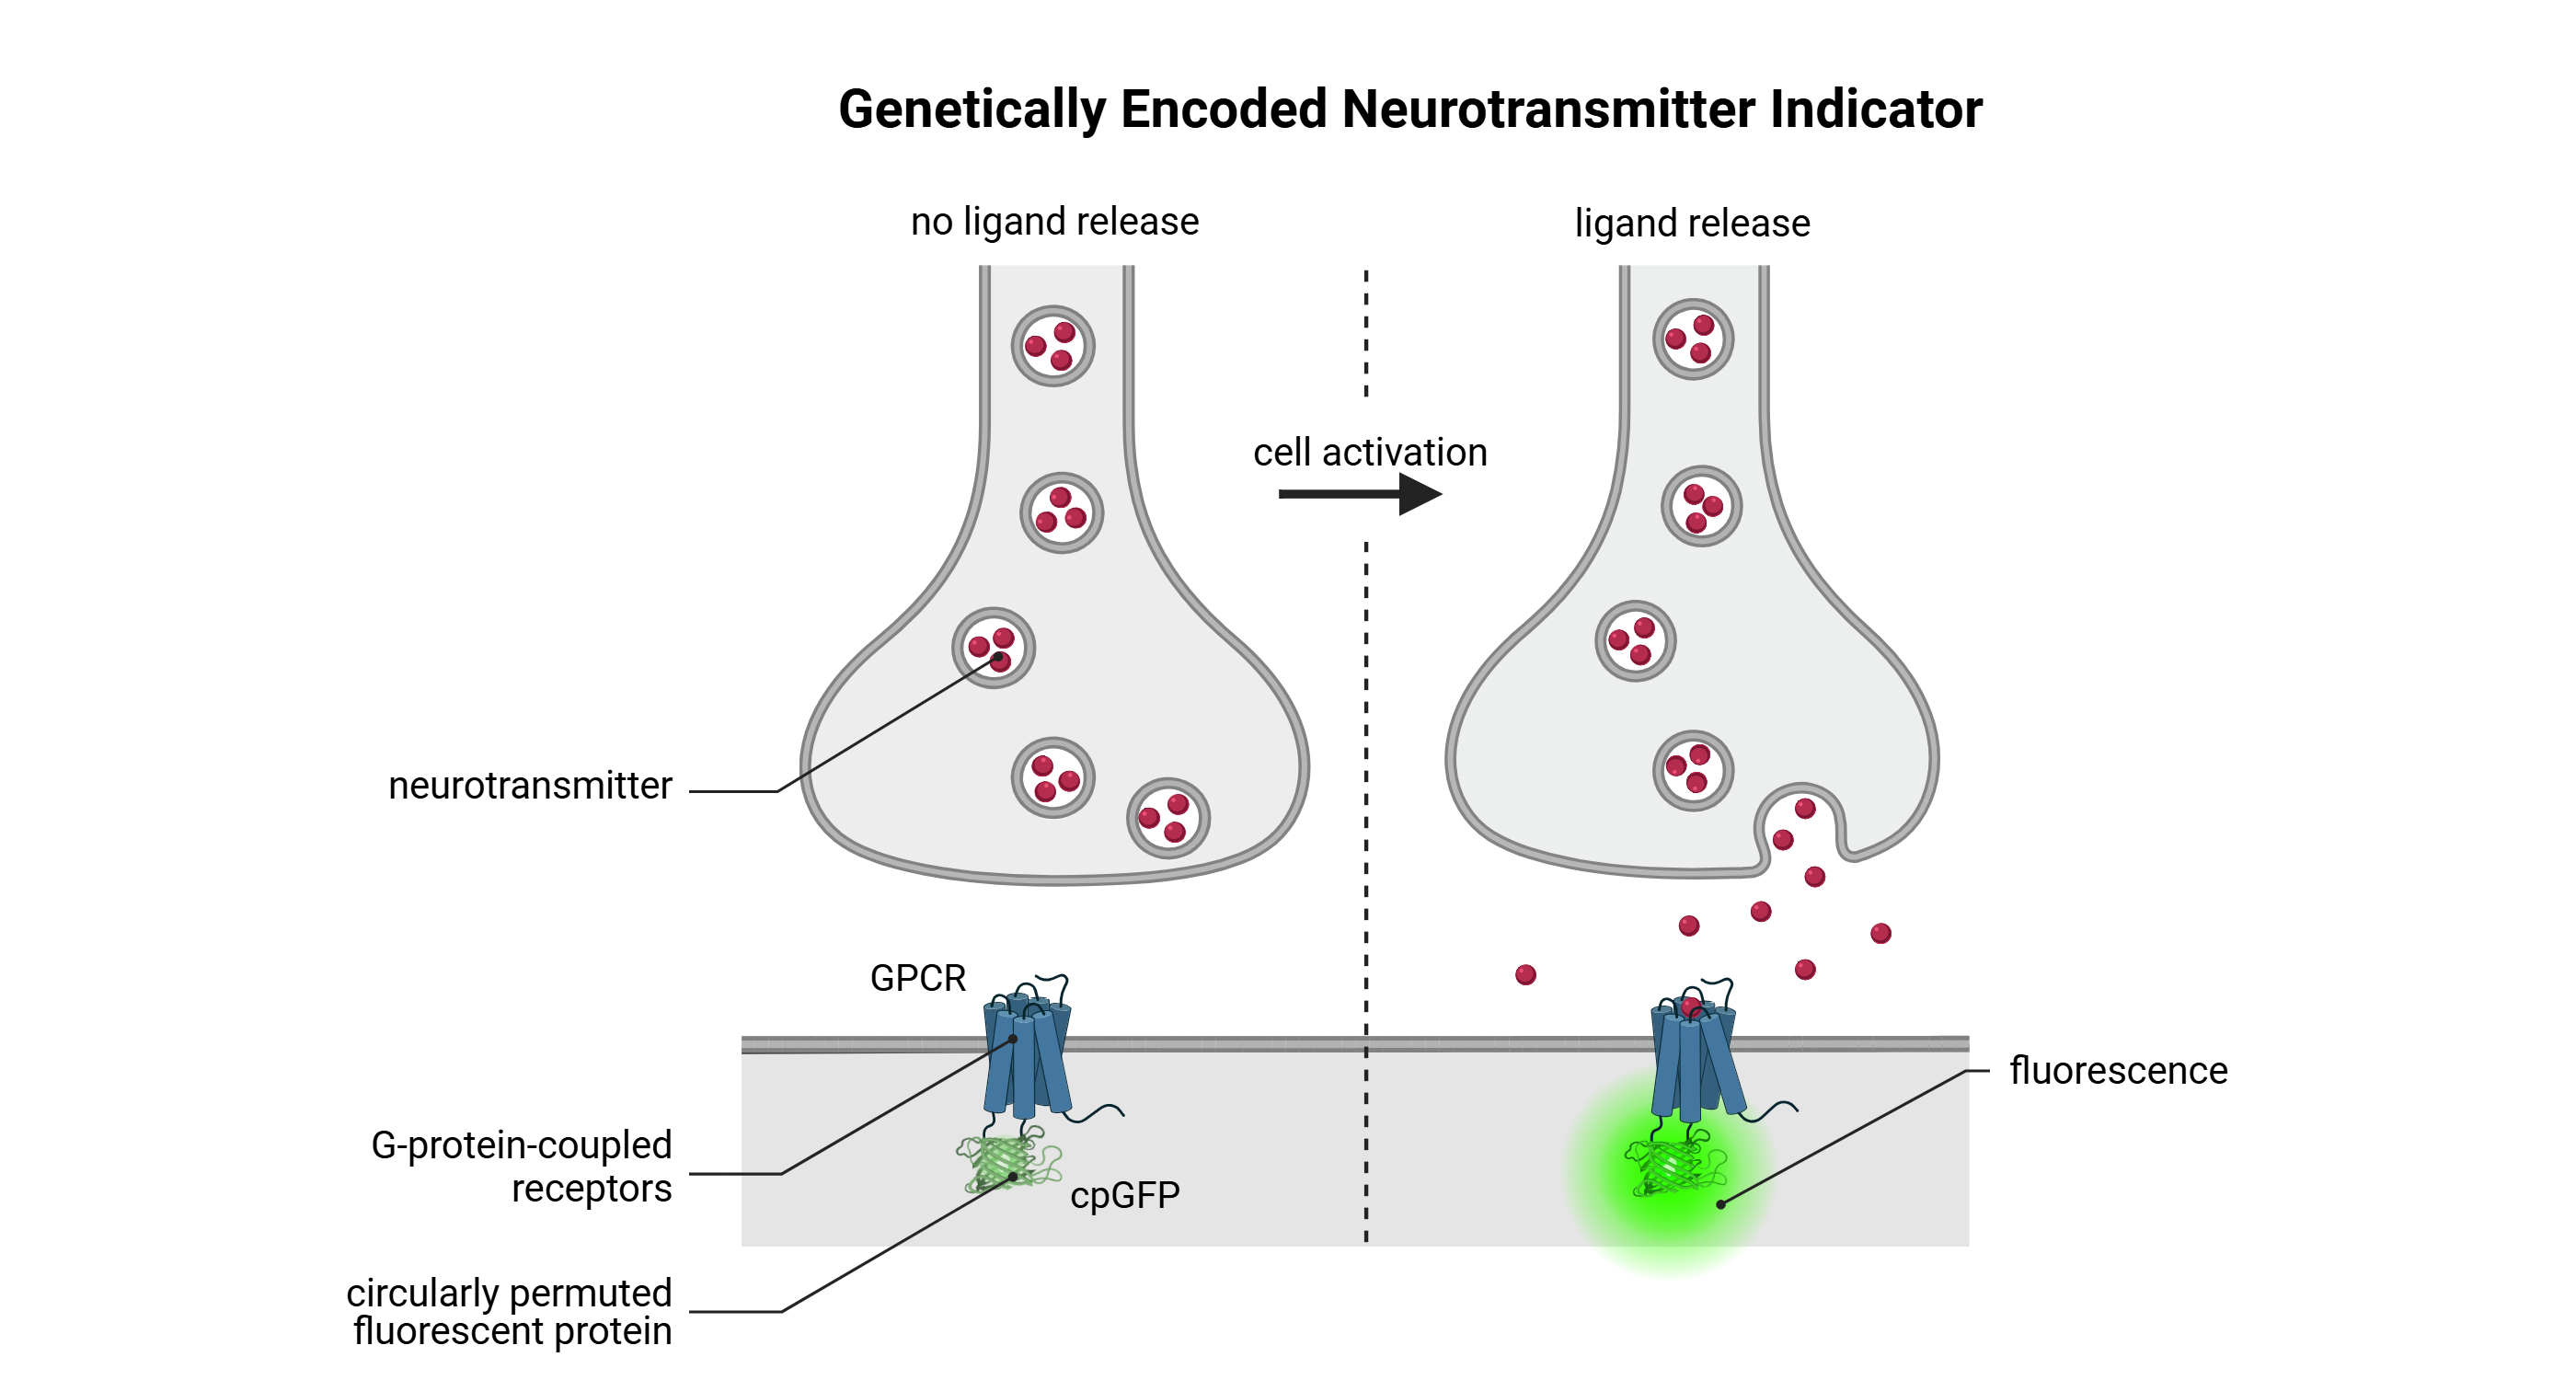 Genetically Encoded Neurotransmitter Indicator
no ligand release
ligand release
cell activation
neurotransmitter
GPCR
G-protein-coupled
receptors
cpGFP
circularly permuted
fluorescent protein
fluorescence